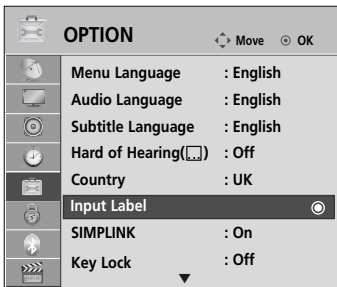 OPTION Move OK
Menu Language : English
Audio Language : English
Subtitle Language : English
Hard of Hearing( ) : Off
Country : UK
Input Label
SIMPLINK : On
Key Lock : Off